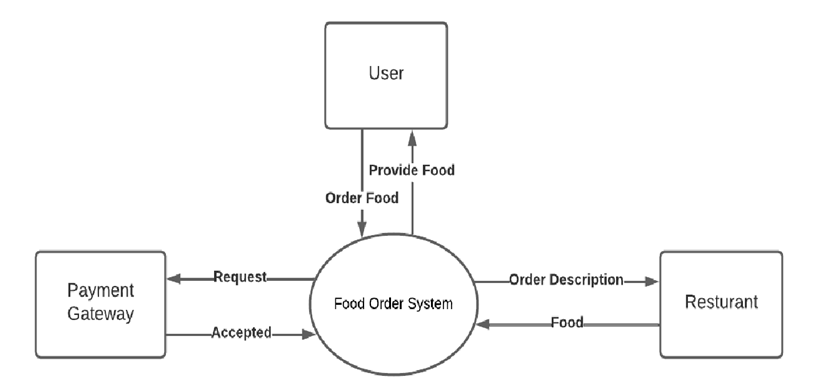 User
Provide Food
Order Food
Request
Order Description
Payment
Gateway
Food Order System
Resturant
Accepted
Food